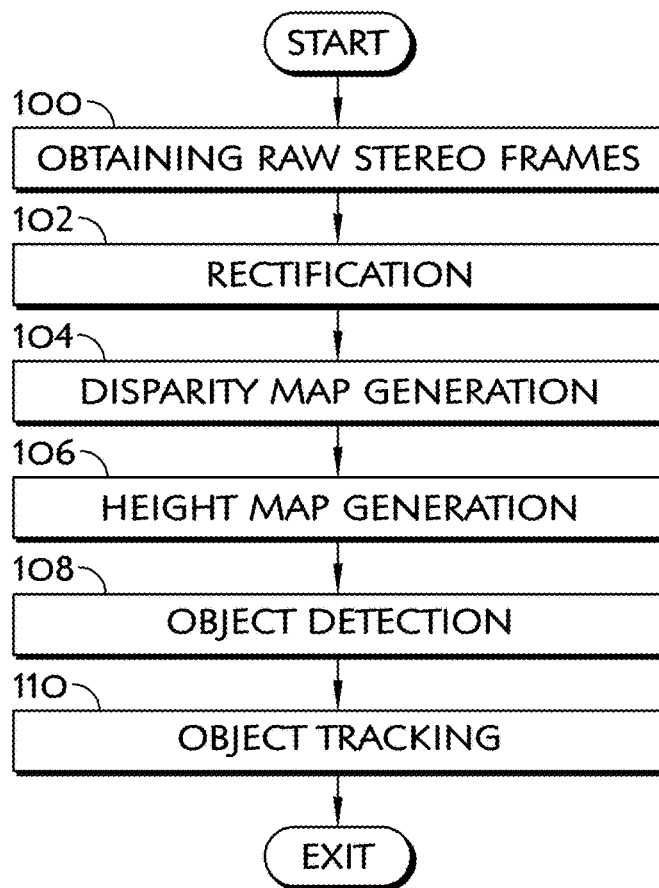 START
100
OBTAINING RAW STEREO FRAMES
102
RECTIFICATION
104
DISPARITY MAP GENERATION
106
HEIGHT MAP GENERATION
108
OBJECT DETECTION
110
OBJECT TRACKING
EXIT